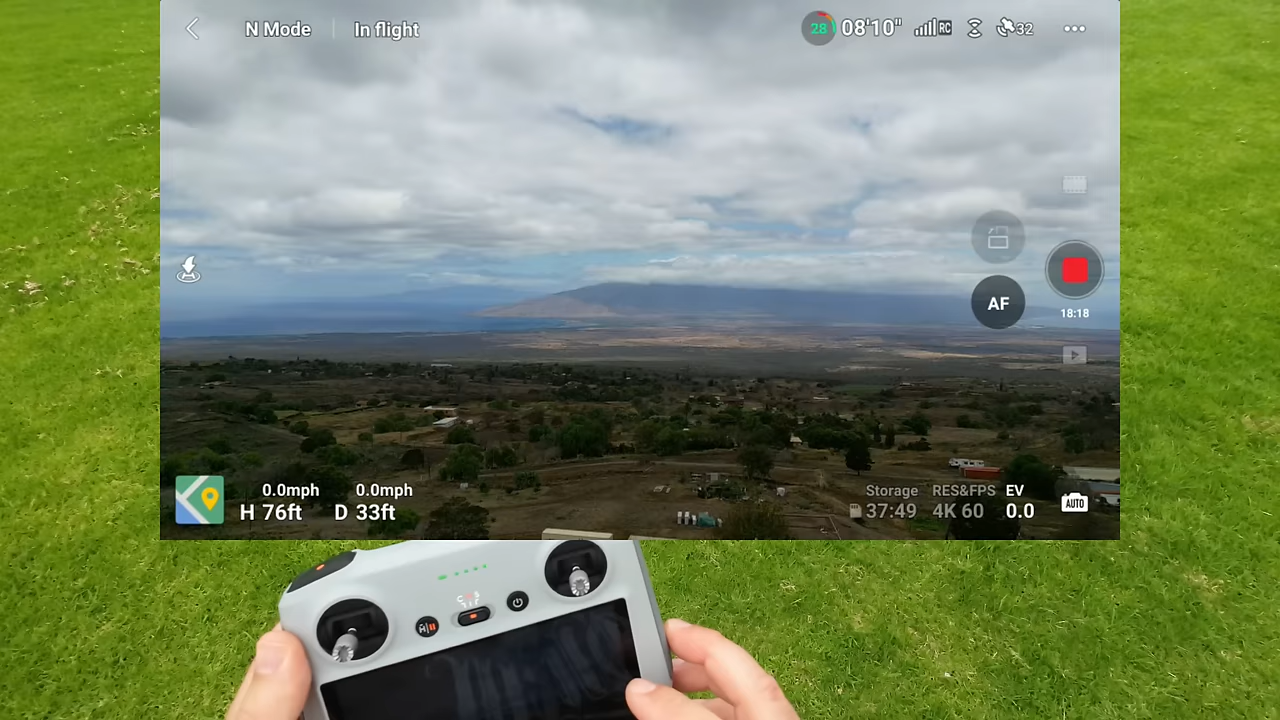 N Mode
In flight
28
08'10"
RC
32
AF
18:18
0.0mph
0.0mph
H 76ft
D 33ft
Storage
RES&FPS
EV
37:49
4K 60
0.0
AUTO
C N S